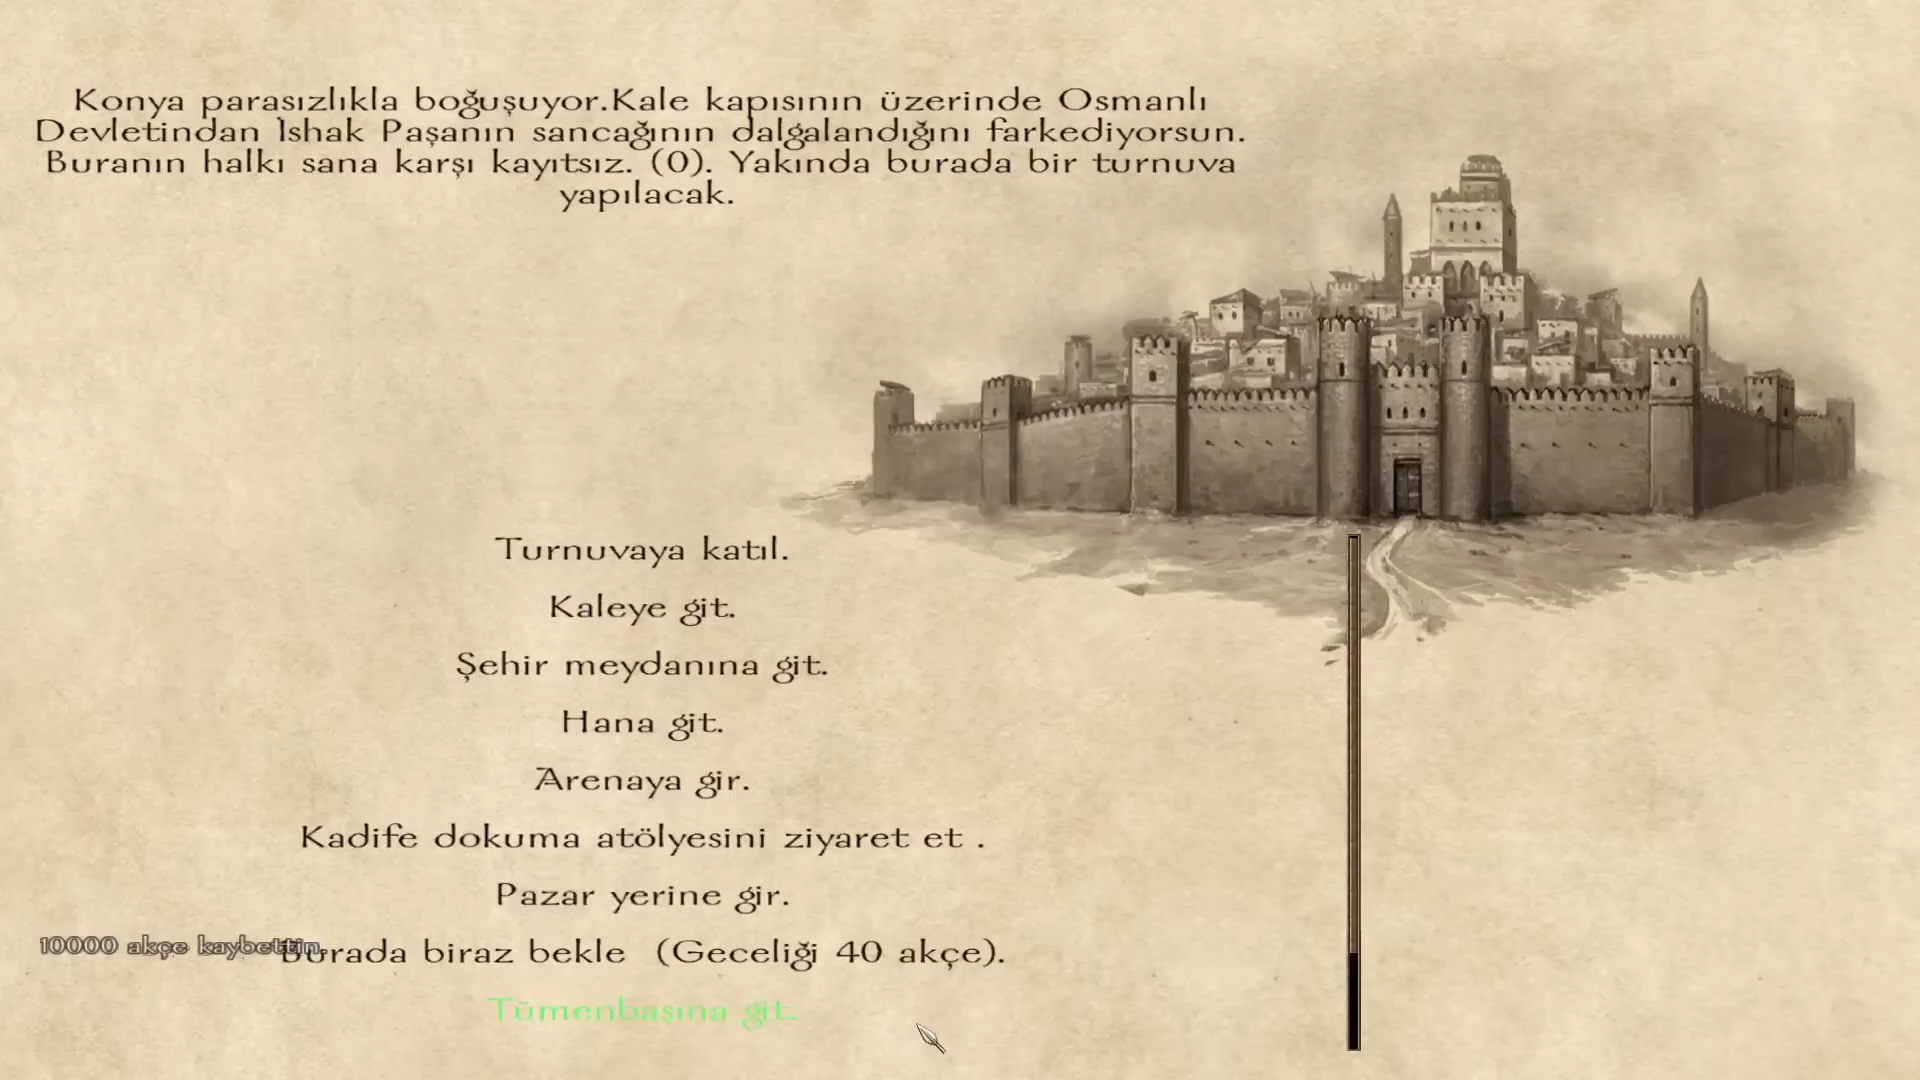 Konya parasızlıkla boğuşuyor.Kale kapısının üzerinde Osmanlı
Devletindan İshak Paşanın sancağının dalgalandığını farkediyorsun.
Buranın halkı sana karşı kayıtsız. (0). Yakında burada bir turnuva
yapılacak.
Turnuvaya katıl.
Kaleye git.
Şehir meydanına git.
Hana git.
Arenaya gir.
Kadife dokuma atölyesini ziyaret et .
Pazar yerine gir.
10000 akçe kaybettin.
Burada biraz bekle (Geceliği 40 akçe).
Tümenbaşına git.